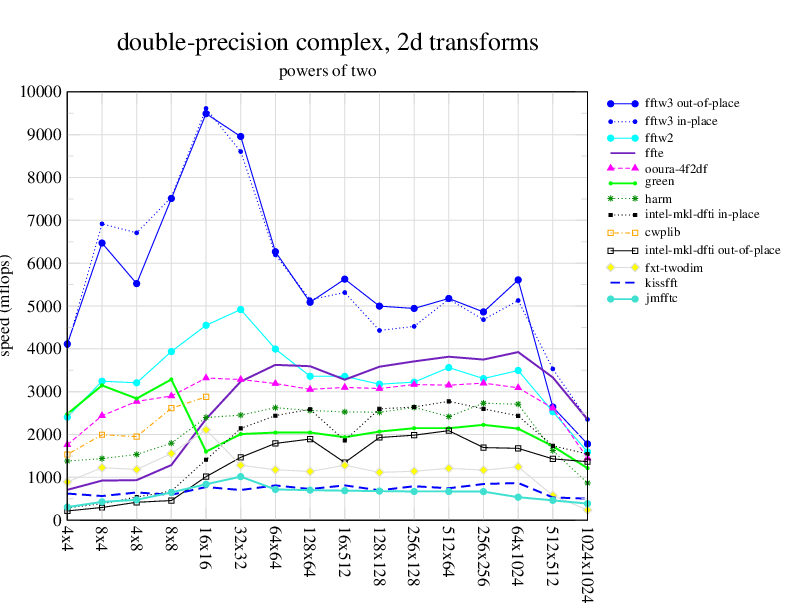 double-precision complex, 2d transforms
powers of two
speed (mflops)
10000
9000
8000
7000
6000
5000
4000
3000
2000
1000
0
4x4
8x4
4x8
8x8
16x16
32x32
64x64
128x64
16x512
128x128
256x128
512x64
256x256
64x1024
512x512
1024x1024
fftw3 out-of-place
fftw3 in-place
fftw2
ffte
ooura-4f2df
green
harm
intel-mkl-dfti in-place
cwplib
intel-mkl-dfti out-of-place
fxt-twodim
kissfft
jmfftc